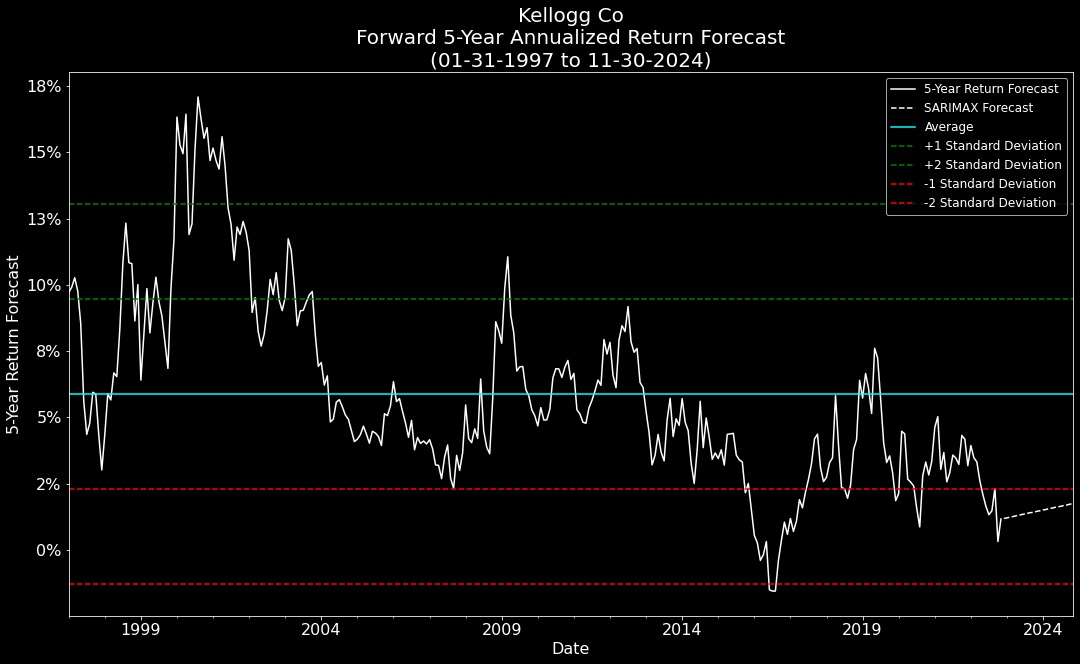 Kellogg Co
Forward 5-Year Annualized Return Forecast
(01-31-1997 to 11-30-2024)
18%
15%
13%
10%
8%
5%
2%
0%
5-Year Return Forecast
5-Year Return Forecast
SARIMAX Forecast
Average
+1 Standard Deviation
+2 Standard Deviation
-1 Standard Deviation
-2 Standard Deviation
1999
2004
2009
2014
2019
2024
Date